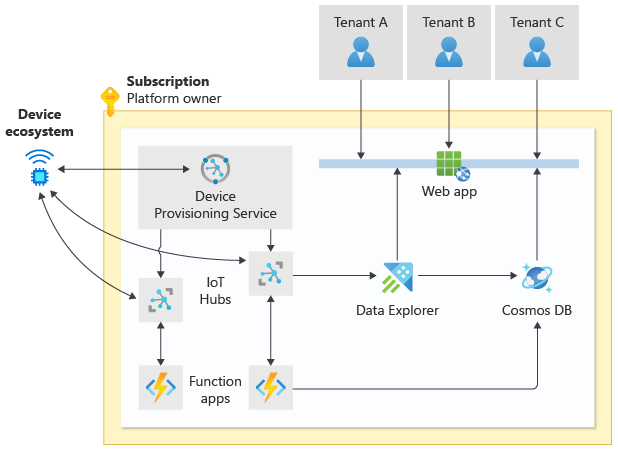 Tenant A
Tenant B
Tenant C
Subscription
Platform owner
Device
ecosystem
Device
Provisioning Service
Web app
IoT
Hubs
Data Explorer
Cosmos DB
Function
apps